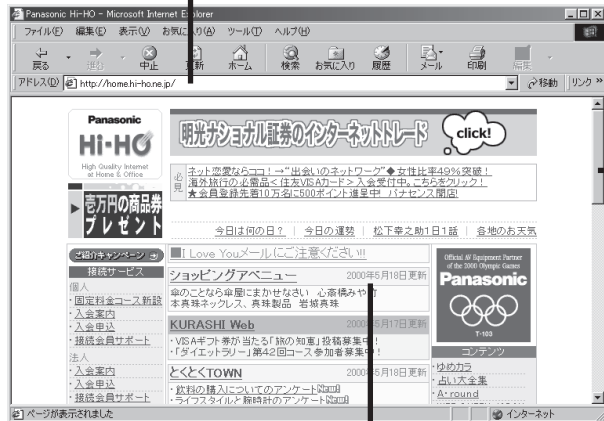 Panasonic Hi-HO - Microsoft Internet Explorer
ファイル(F) 編集(E) 表示(V) お気に入り(A) ツール(T) ヘルプ(H)
戻る 進む 中止 更新 ホーム 検索 お気に入り 履歴 メール 印刷 編集
アドレス(D) http://home.hi-ho.ne.jp/ 移動 リンク »
Panasonic
Hi-HO
High Quality Internet
at Home & Office
明光ナショナル証券のインターネットトレード
click!
必見
ネット恋愛ならココ！→"出会いのネットワーク"◆女性比率49％突破！
海外旅行の必需品＜住友VISAカード＞入会受付中。こちらをクリック！
★会員登録先着10万名に500ポイント進呈中 バナセンス開店!
壱万円の商品券
プレゼント
今日は何の日？ | 今日の運勢 | 松下幸之助1日1話 | 各地のお天気
ご紹介キャンペーン
接続サービス
個人
・固定料金コース新設
・入会案内
・入会申込
・接続会員サポート
法人
・入会案内
・入会申込
・接続会員サポート
■I Love Youメールにご注意ください!!
ショッピングアベニュー 2000年5月18日更新
傘のことなら傘屋にまかせなさい 心斎橋みや竹
本真珠ネックレス、真珠製品 岩城真珠
KURASHI Web 2000年5月17日更新
・VISAギフト券が当たる「旅の知恵」投稿募集中！
・「ダイエットラリー」第42回コース参加者募集中！
とくとくTOWN 2000年5月18日更新
・飲料の購入についてのアンケート
・ライフスタイルと腕時計のアンケート
Official AV Equipment Partner
of the 2000 Olympic Games
Panasonic
T-103
コンテンツ
・ゆめカラ
・占い大全集
・A・round
ページが表示されました インターネット